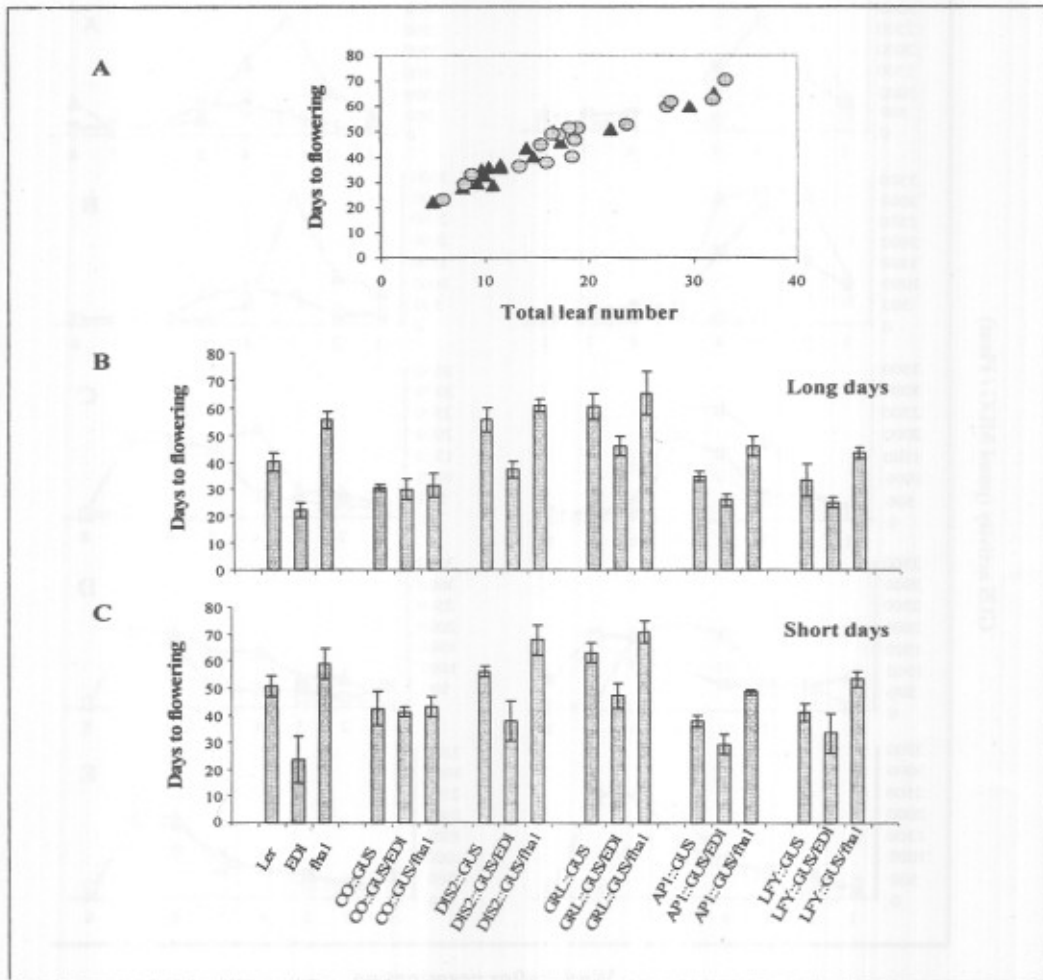 A
Days to flowering
80
70
60
50
40
30
20
10
0
0 10 20 30 40
Total leaf number
B
Long days
Days to flowering
80
70
60
50
40
30
20
10
0
C
Short days
Days to flowering
80
70
60
50
40
30
20
10
0
Ler
EDI
fha1
CO::GUS
CO::GUS/EDI
CO::GUS/fha1
DIS2::GUS
DIS2::GUS/EDI
DIS2::GUS/fha1
GRL::GUS
GRL::GUS/EDI
GRL::GUS/fha1
AP1::GUS
AP1::GUS/EDI
AP1::GUS/fha1
LFY::GUS
LFY::GUS/EDI
LFY::GUS/fha1